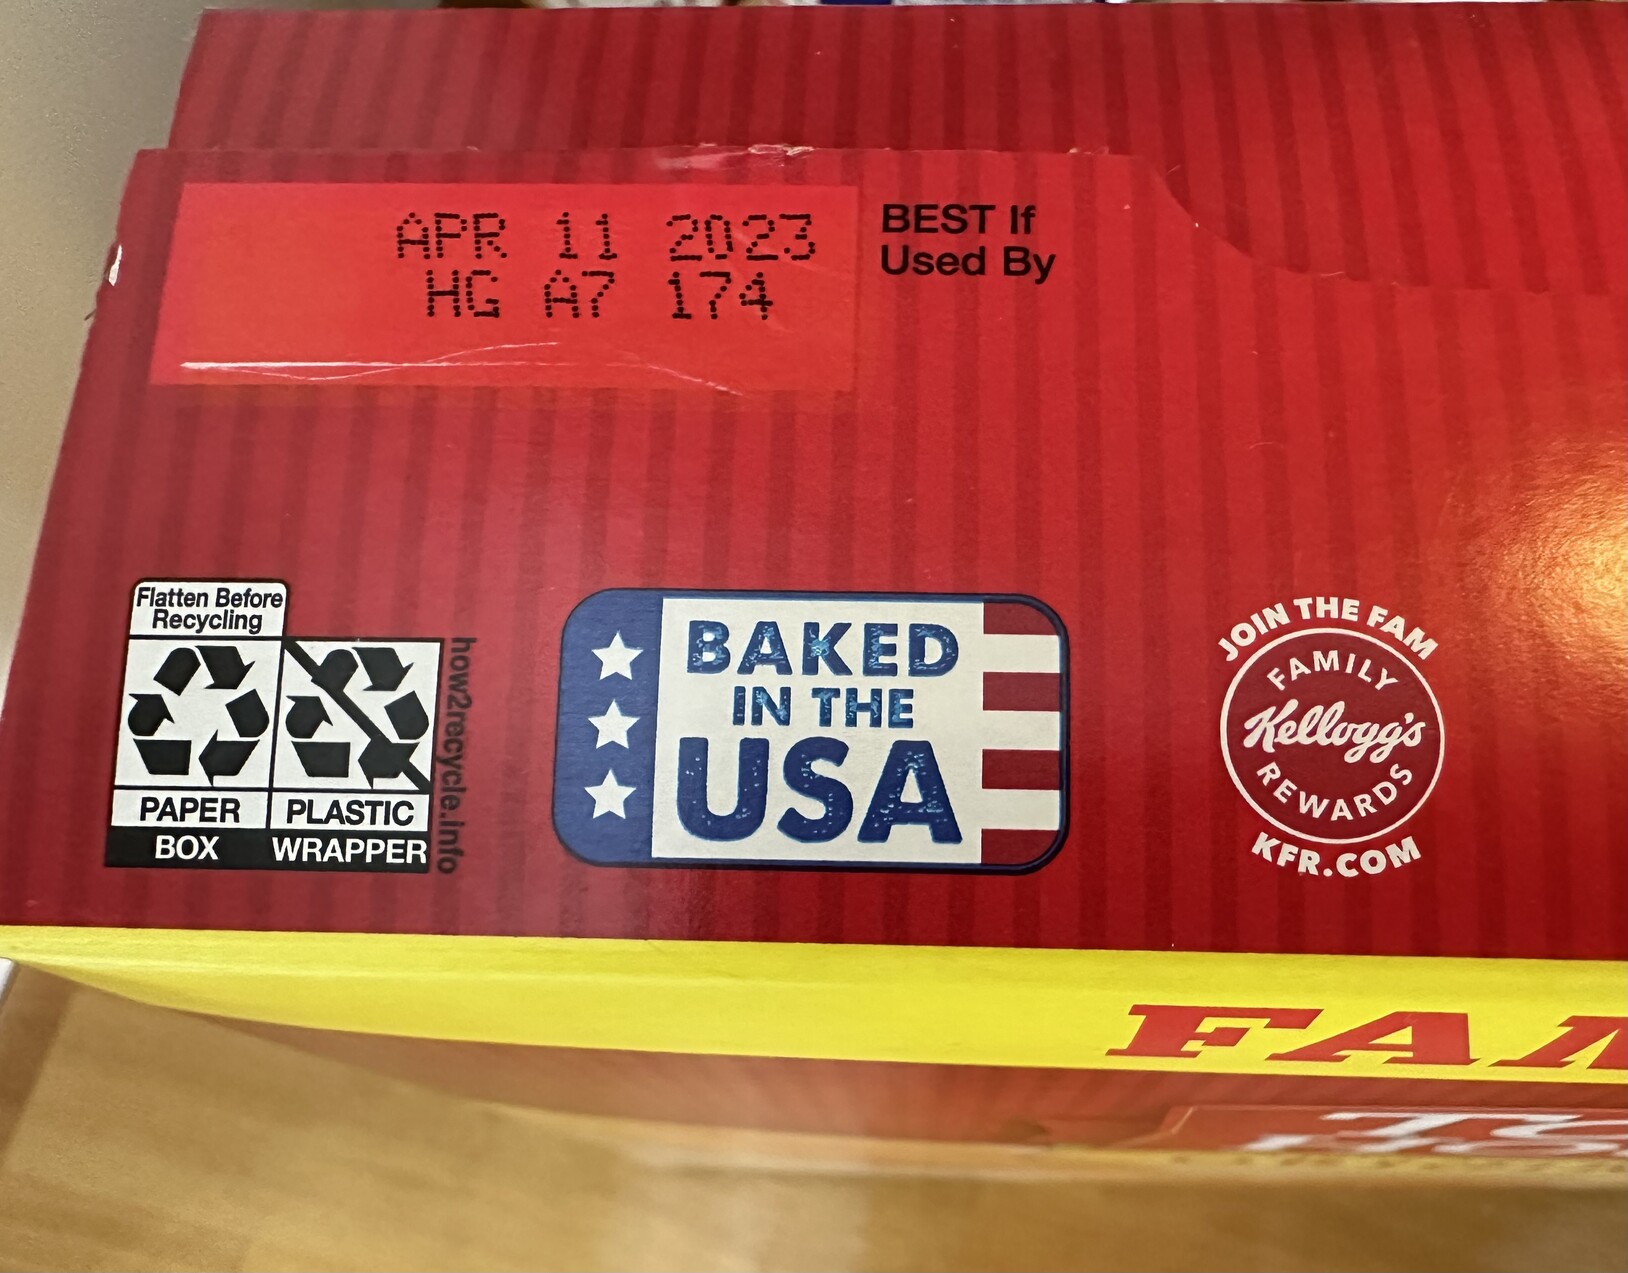 APR 11 2023
HG A7 174
BEST If
Used By
Flatten Before
Recycling
PAPER
BOX
PLASTIC
WRAPPER
how2recycle.info
BAKED
IN THE
USA
JOIN THE FAM
FAMILY
Kellogg's
REWARDS
KFR.COM